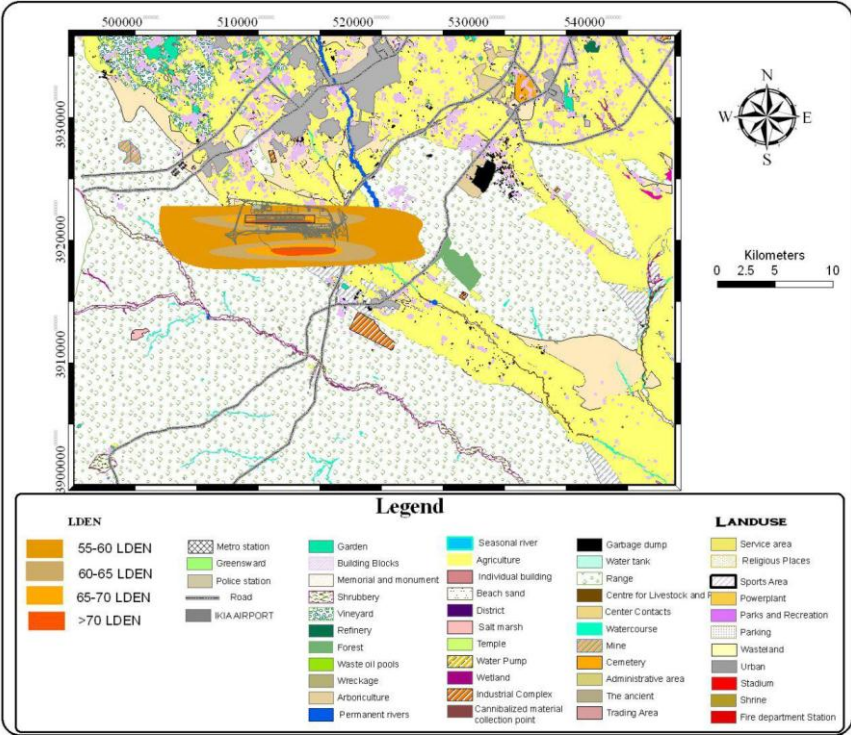 500000 510000 520000 530000 540000
3930000
3920000
3910000
3900000
N
W E
S
Kilometers
0 2.5 5 10
Legend
LDEN
55-60 LDEN
60-65 LDEN
65-70 LDEN
>70 LDEN
Metro station
Greensward
Police station
Road
IKIA AIRPORT
Garden
Building Blocks
Memorial and monument
Shrubbery
Vineyard
Refinery
Forest
Waste oil pools
Wreckage
Arboriculture
Permanent rivers
Seasonal river
Agriculture
Individual building
Beach sand
District
Salt marsh
Temple
Water Pump
Wetland
Industrial Complex
Cannibalized material
collection point
Garbage dump
Water tank
Range
Centre for Livestock and
Center Contacts
Watercourse
Mine
Cemetery
Administrative area
The ancient
Trading Area
LANDUSE
Service area
Religious Places
Sports Area
Powerplant
Parks and Recreation
Parking
Wasteland
Urban
Stadium
Shrine
Fire department Station